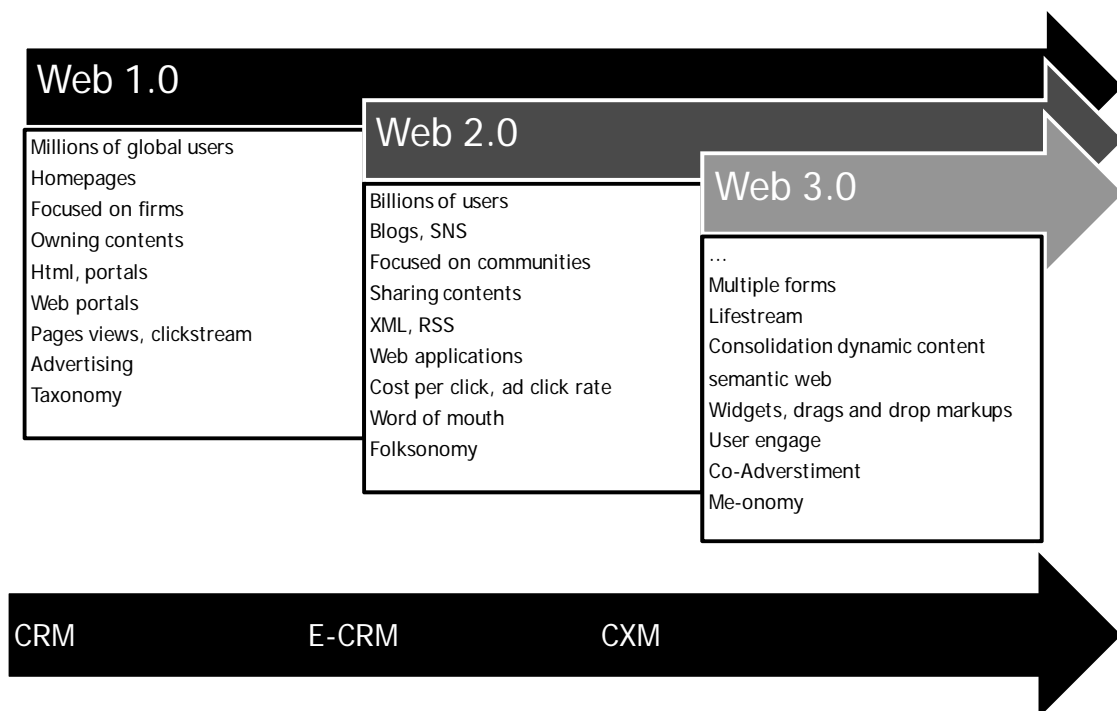 Web 1.0
Millions of global users
Homepages
Focused on firms
Owning contents
Html, portals
Web portals
Pages views, clickstream
Advertising
Taxonomy
Web 2.0
Billions of users
Blogs, SNS
Focused on communities
Sharing contents
XML, RSS
Web applications
Cost per click, ad click rate
Word of mouth
Folksonomy
Web 3.0
…
Multiple forms
Lifestream
Consolidation dynamic content
semantic web
Widgets, drags and drop markups
User engage
Co-Adverstiment
Me-onomy
CRM E-CRM CXM